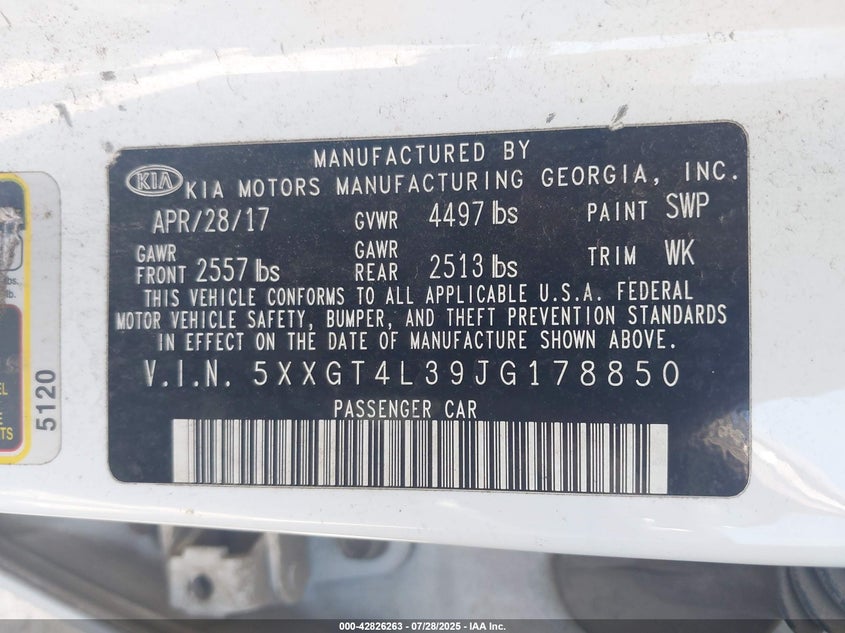 MANUFACTURED BY
KIA KIA MOTORS MANUFACTURING GEORGIA, INC.
APR/28/17 GVWR 4497 lbs PAINT SWP
GAWR FRONT 2557 lbs GAWR REAR 2513 lbs TRIM WK
THIS VEHICLE CONFORMS TO ALL APPLICABLE U.S.A. FEDERAL
MOTOR VEHICLE SAFETY, BUMPER, AND THEFT PREVENTION STANDARDS
IN EFFECT ON THE DATE OF MANUFACTURE SHOWN ABOVE.
V.I.N. 5XXGT4L39JG178850
PASSENGER CAR
5120
000-42826263 | 07/28/2025 - IAA Inc.